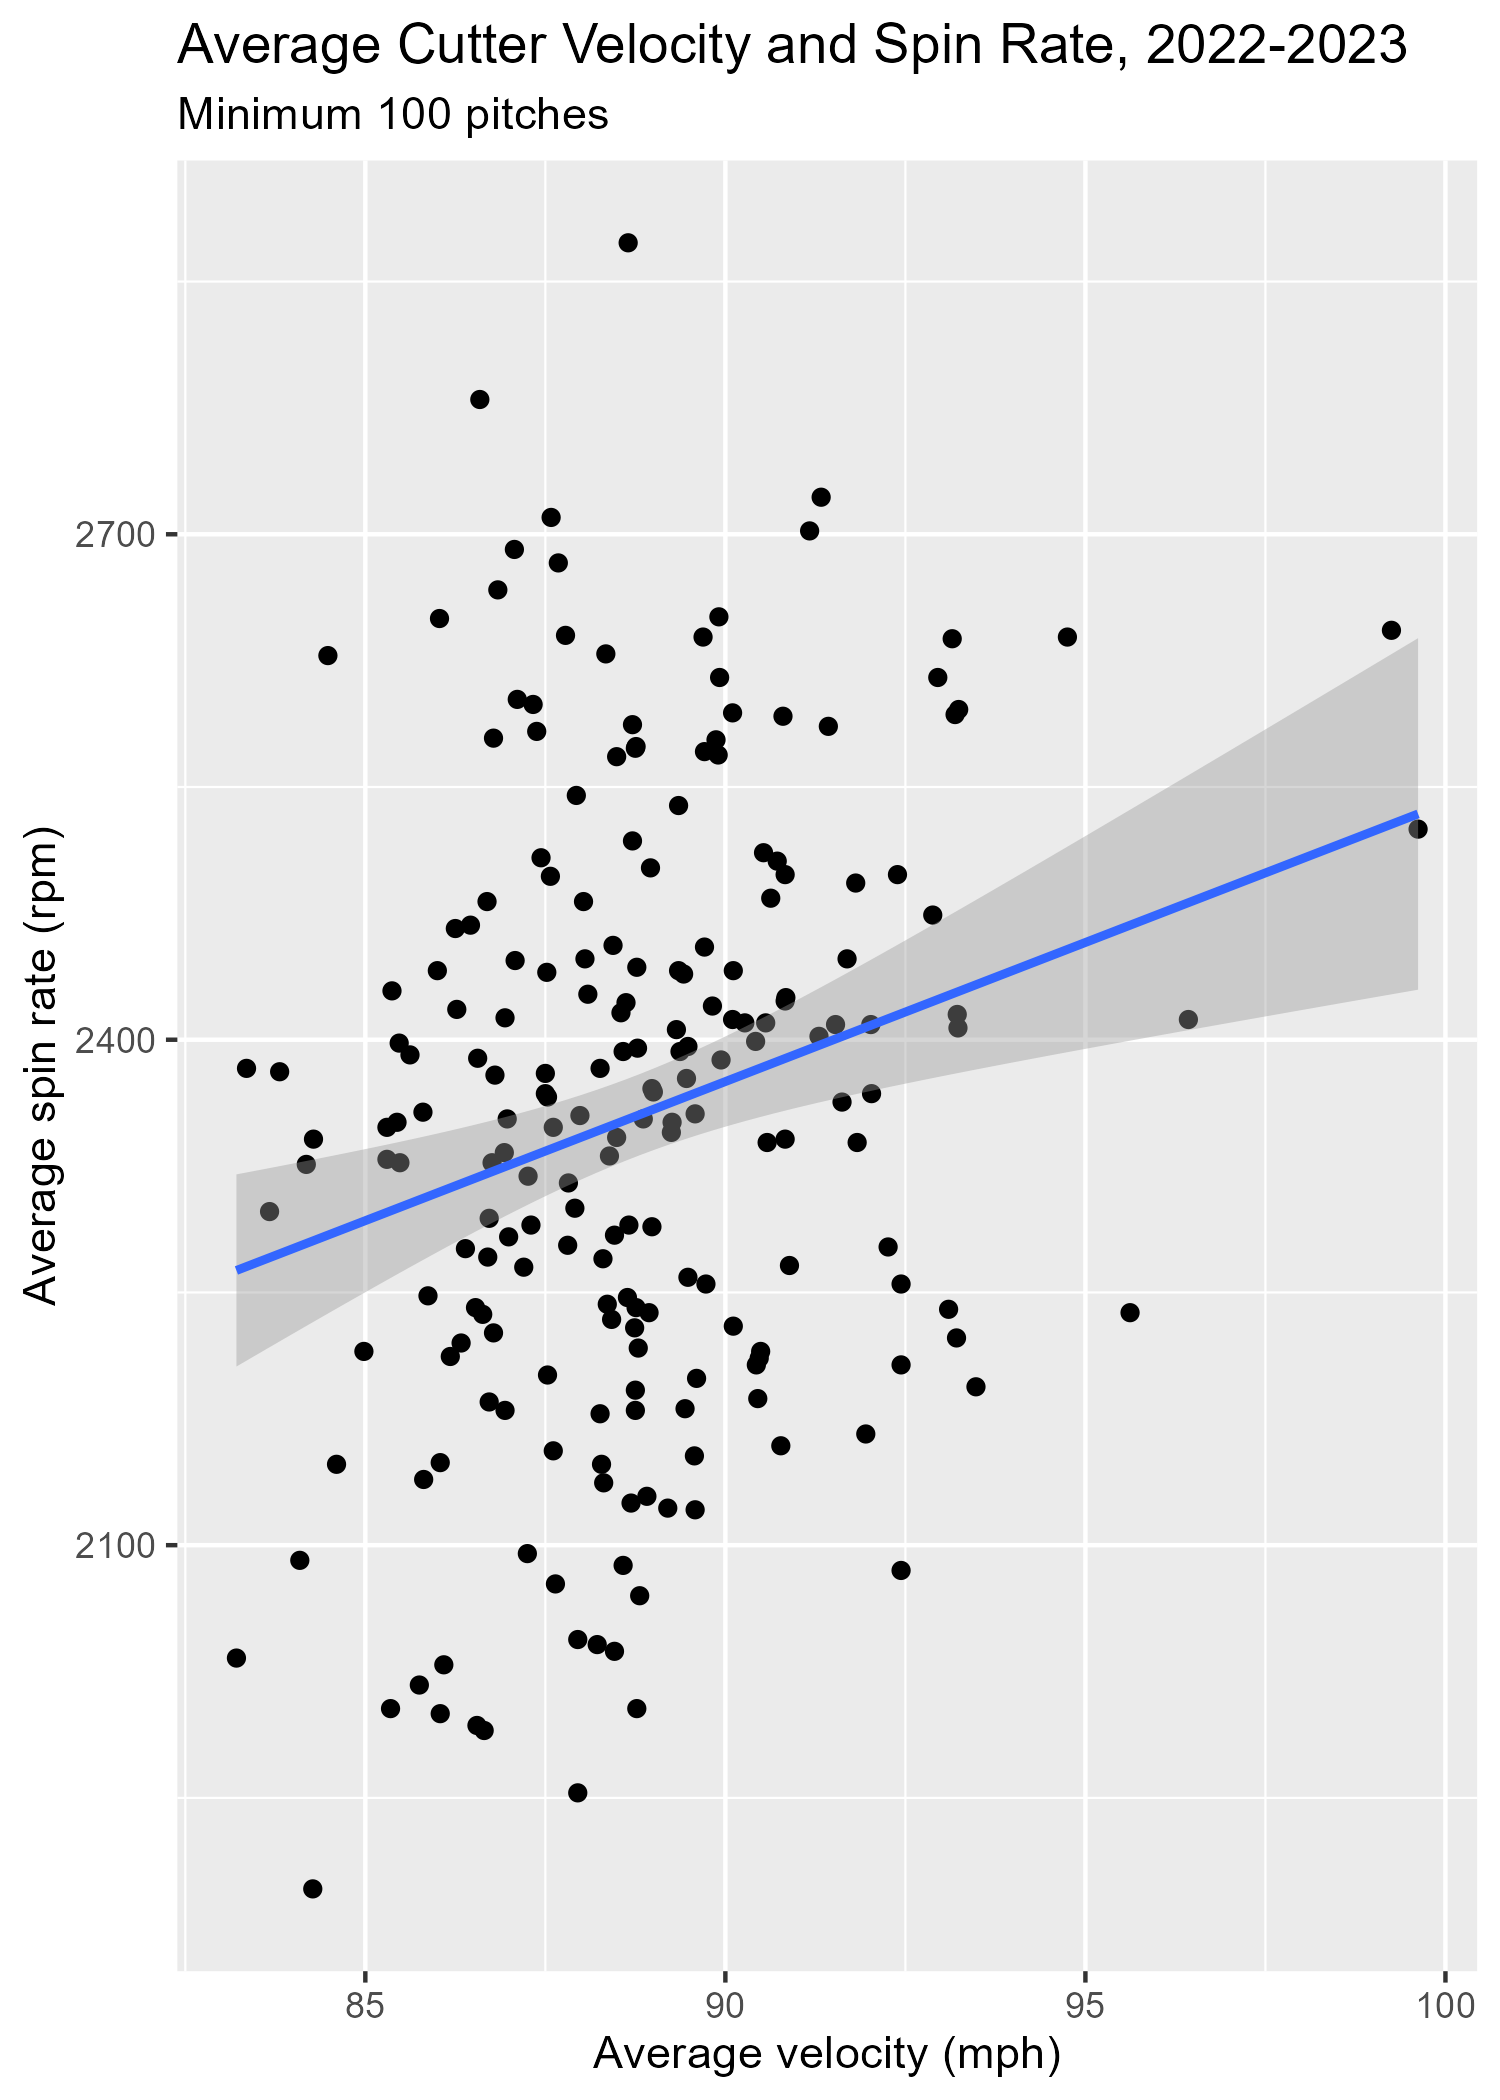 Average Cutter Velocity and Spin Rate, 2022-2023
Minimum 100 pitches
Average spin rate (rpm)
2700
2400
2100
85
90
95
100
Average velocity (mph)